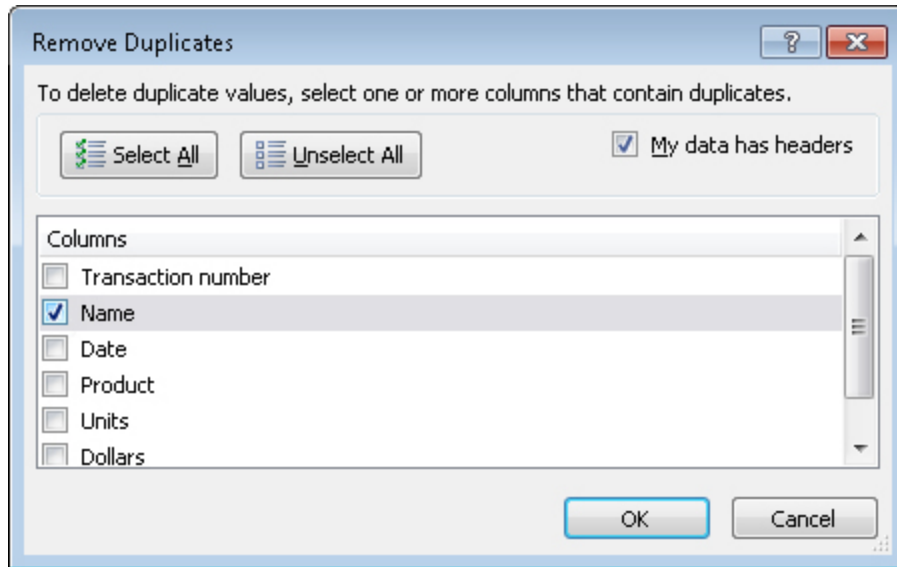 Remove Duplicates
To delete duplicate values, select one or more columns that contain duplicates.
Select All Unselect All My data has headers
Columns
Transaction number
Name
Date
Product
Units
Dollars
OK Cancel